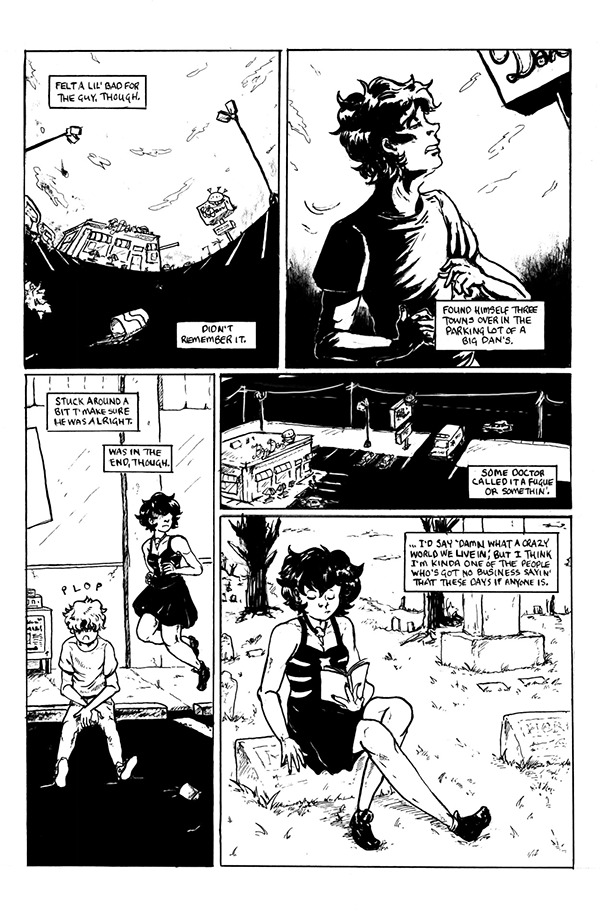 FELT A LIL' BAD FOR
THE GUY, THOUGH.
Big Dan's
DIDN'T
REMEMBER IT.
Dan
FOUND HIMSELF THREE
TOWNS OVER IN THE
PARKING LOT OF A
BIG DAN'S.
STUCK AROUND A
BIT T'MAKE SURE
HE WAS ALRIGHT.
WAS IN THE
END, THOUGH.
PLOP
SOME DOCTOR
CALLED IT A FUGUE
OR SOMETHIN'.
... I'D SAY 'DAMN WHAT A CRAZY
WORLD WE LIVE IN,' BUT I THINK
I'M KINDA ONE OF THE PEOPLE
WHO'S GOT NO BUSINESS SAYIN'
THAT THESE DAYS IF ANYONE IS.